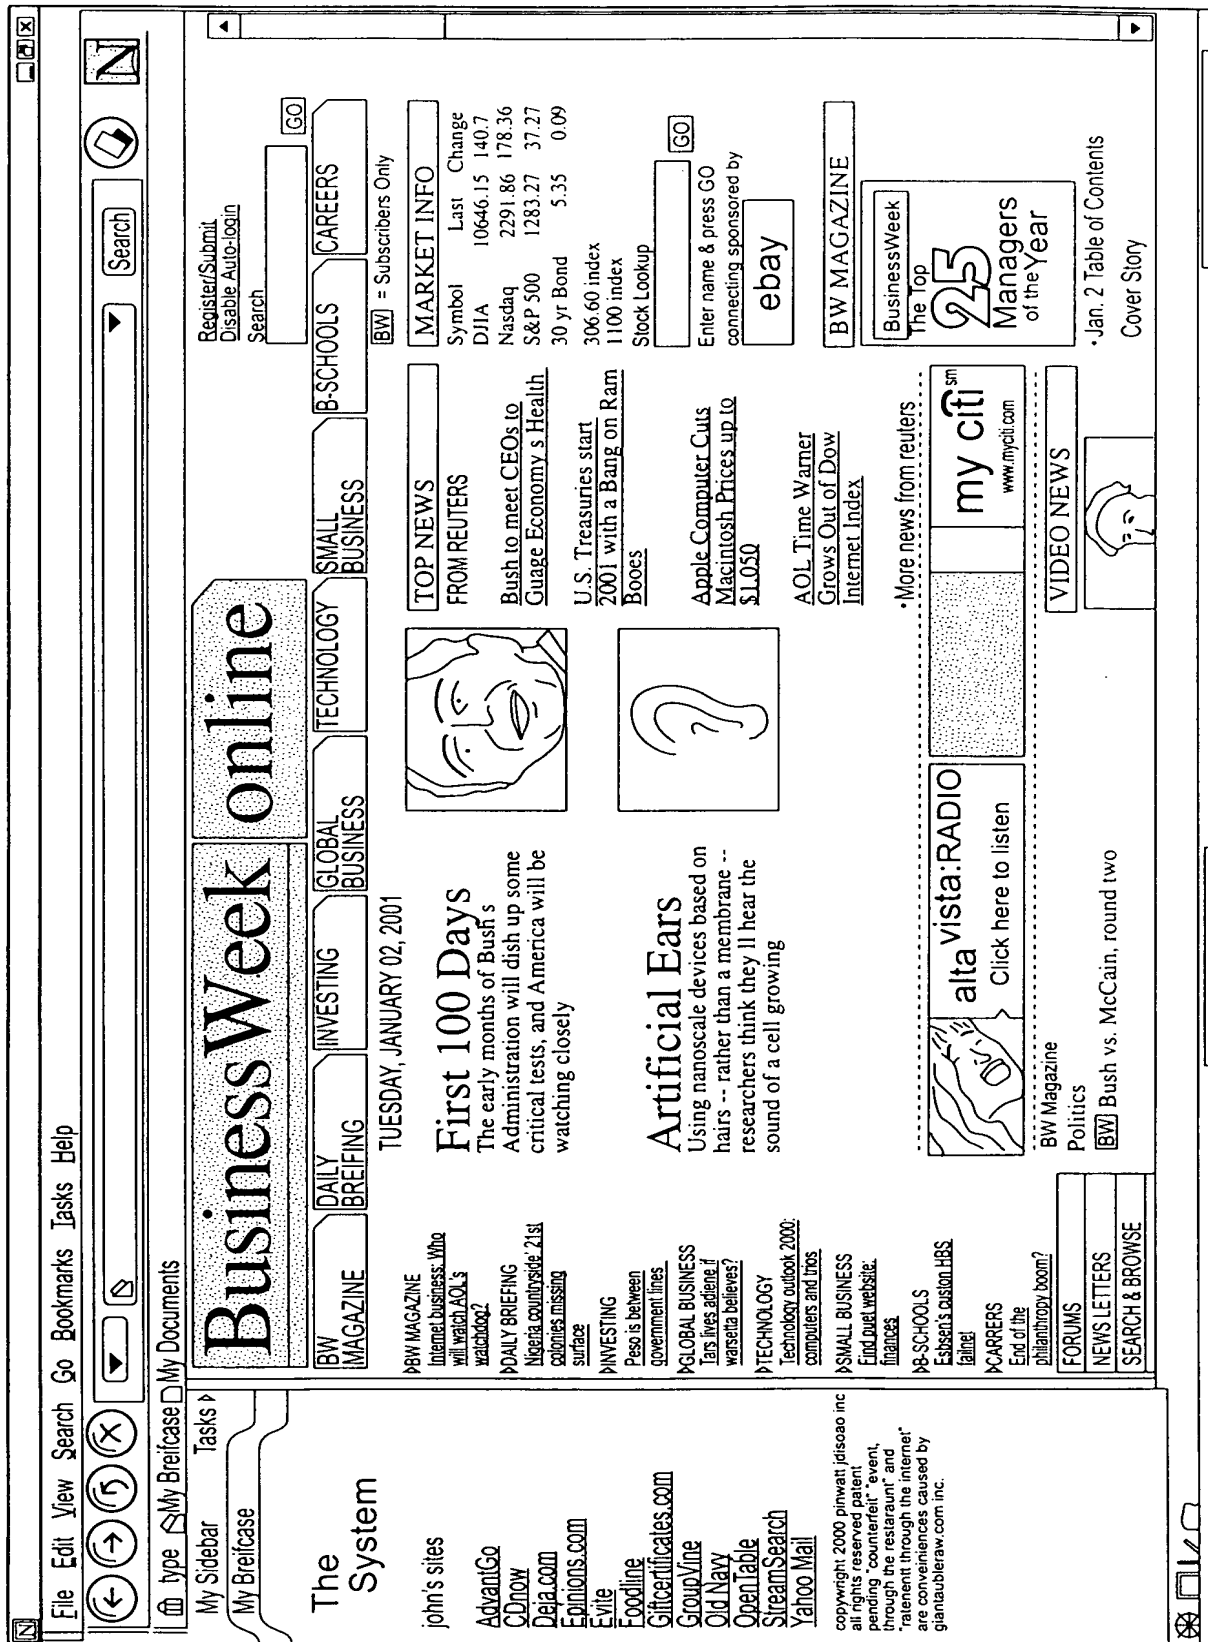 N
File Edit View Search Go Bookmarks Tasks Help
Search
N
type My Breifcase My Documents
My Sidebar Tasks
My Breifcase
The
System
john's sites
AdvantGo
CDnow
Deja.com
Epinions.com
Evite
Foodline
Giftcertificates.com
GroupVine
Old Navy
OpenTable
StreamSearch
Yahoo Mail
copyright 2000 pinwatt jdisoao inc
all rights reserved patent
pending "counterfeit" "event,
through the restaraunt" and
"ratenentt through the internet"
are conveiniences caused by
giantaubleraw.com inc.
BusinessWeek online
Register/Submit
Disable Auto-login
Search
GO
BW
MAGAZINE
DAILY
BREIFING
INVESTING
GLOBAL
BUSINESS
TECHNOLOGY
SMALL
BUSINESS
B-SCHOOLS
CAREERS
TUESDAY, JANUARY 02, 2001
BW = Subscribers Only
BW MAGAZINE
Internet business: Who
will watch AOL's
watchdog?
DAILY BRIEFING
Nigeria countryside' 21st
colonies missing
surface
INVESTING
Peso is between
government lines
GLOBAL BUSINESS
Tars lives adiene if
warsetta believes?
TECHNOLOGY
Technology outlook 2000:
computers and trios
SMALL BUSINESS
Find puet website:
finances
B-SCHOOLS
Esbsen's custon HBS
failine!
CARRERS
End of the
philanthropy boom?
FORUMS
NEWS LETTERS
SEARCH & BROWSE
First 100 Days
The early months of Bush s
Administration will dish up some
critical tests, and America will be
watching closely
Artificial Ears
Using nanoscale devices based on
hairs -- rather than a membrane --
researchers think they ll hear the
sound of a cell growing
TOP NEWS
FROM REUTERS
Bush to meet CEOs to
Guage Economy s Health
U.S. Treasuries start
2001 with a Bang on Ram
Booes
Apple Computer Cuts
Macintosh Prices up to
$1,050
AOL Time Warner
Grows Out of Dow
Internet Index
•More news from reuters
MARKET INFO
Symbol Last Change
DJIA 10646.15 140.7
Nasdaq 2291.86 178.36
S&P 500 1283.27 37.27
30 yr Bond 5.35 0.09
306.60 index
1100 index
Stock Lookup
GO
Enter name & press GO
connecting sponsored by
ebay
BW MAGAZINE
BusinessWeek
The Top
25
Managers
of the Year
•Jan. 2 Table of Contents
Cover Story
alta vista:RADIO
Click here to listen
my citi sm
www.myciti.com
BW Magazine
Politics
BW Bush vs. McCain, round two
VIDEO NEWS